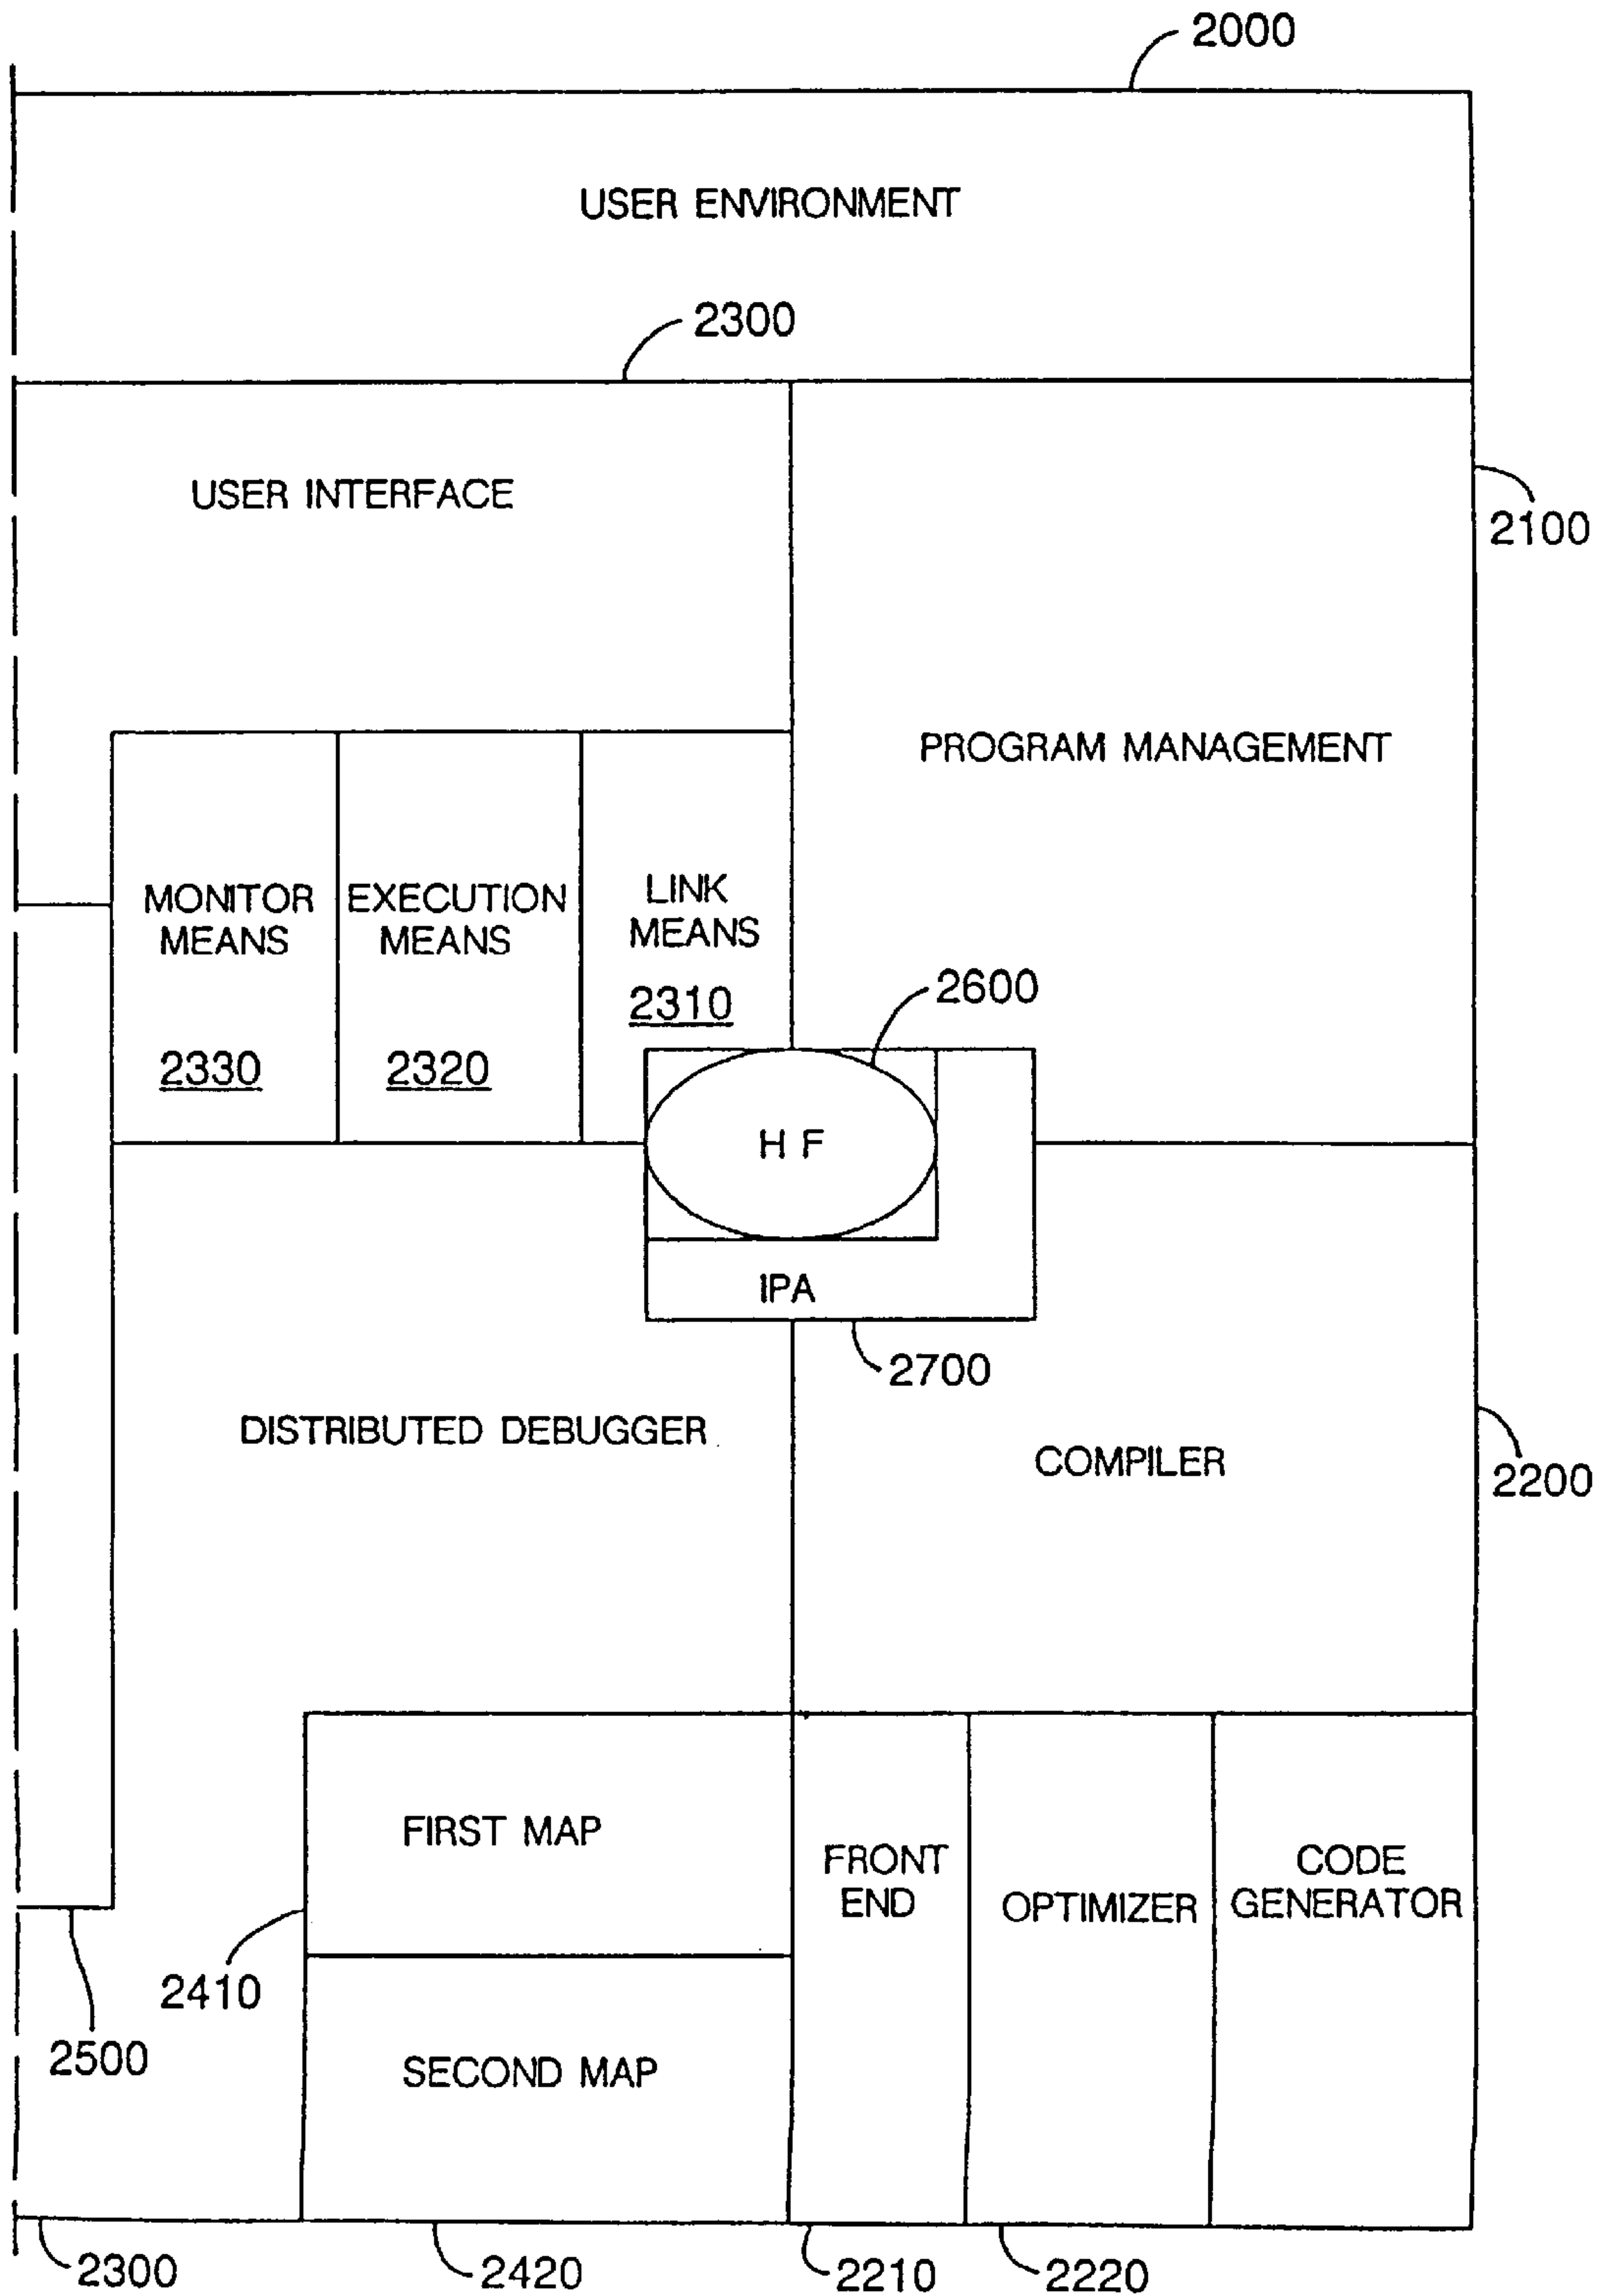 2000
USER ENVIRONMENT
2300
USER INTERFACE
2100
PROGRAM MANAGEMENT
MONITOR
MEANS
2330
EXECUTION
MEANS
2320
LINK
MEANS
2310
2600
H F
IPA
2700
DISTRIBUTED DEBUGGER
COMPILER
2200
FIRST MAP
2410
SECOND MAP
2500
FRONT
END
OPTIMIZER
CODE
GENERATOR
2300
2420
2210
2220